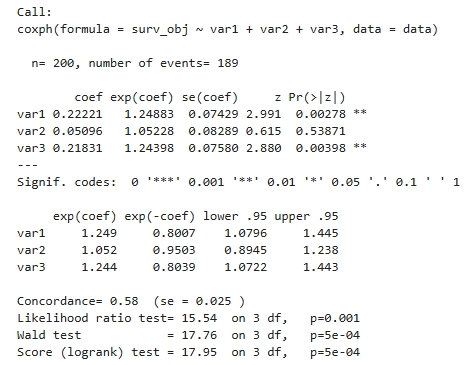 Call:
coxph(formula = surv_obj ~ var1 + var2 + var3, data = data)
n= 200, number of events= 189
coef exp(coef) se(coef) z Pr(>|z|)
var1 0.22221 1.24883 0.07429 2.991 0.00278 **
var2 0.05096 1.05228 0.08289 0.615 0.53871
var3 0.21831 1.24398 0.07580 2.880 0.00398 **
---
Signif. codes: 0 '***' 0.001 '**' 0.01 '*' 0.05 '.' 0.1 ' ' 1
exp(coef) exp(-coef) lower .95 upper .95
var1 1.249 0.8007 1.0796 1.445
var2 1.052 0.9503 0.8945 1.238
var3 1.244 0.8039 1.0722 1.443
Concordance= 0.58 (se = 0.025 )
Likelihood ratio test= 15.54 on 3 df, p=0.001
Wald test = 17.76 on 3 df, p=5e-04
Score (logrank) test = 17.95 on 3 df, p=5e-04